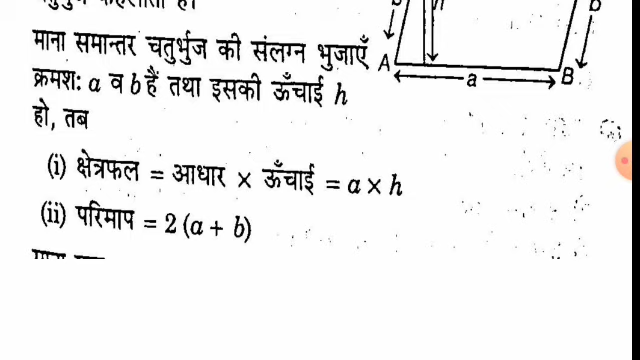 माना समान्तर चतुर्भुज की संलग्न भुजाएँ
क्रमश: a व b हैं तथा इसकी ऊँचाई h
हो, तब
(i) क्षेत्रफल = आधार × ऊँचाई = a × h
(ii) परिमाप = 2 (a + b)
b h b
A a B